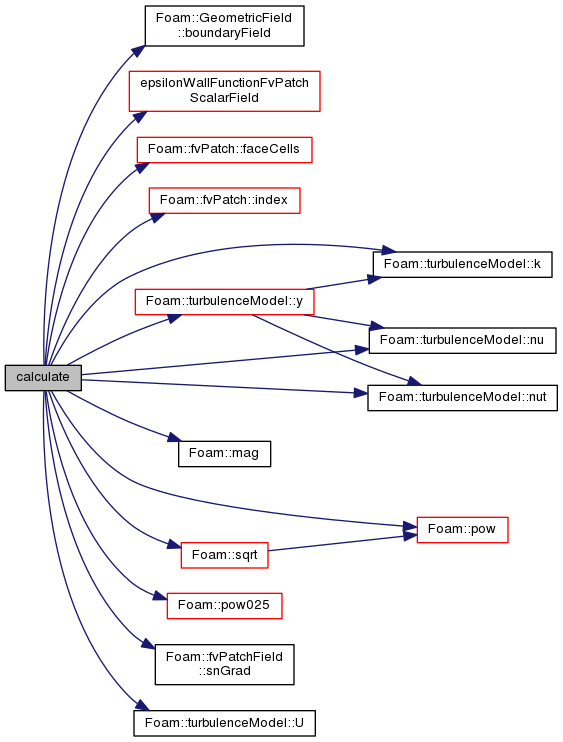 Foam::GeometricField
::boundaryField
epsilonWallFunctionFvPatch
ScalarField
Foam::fvPatch::faceCells
Foam::fvPatch::index
Foam::turbulenceModel::k
Foam::turbulenceModel::y
Foam::turbulenceModel::nu
calculate
Foam::turbulenceModel::nut
Foam::mag
Foam::pow
Foam::sqrt
Foam::pow025
Foam::fvPatchField
::snGrad
Foam::turbulenceModel::U